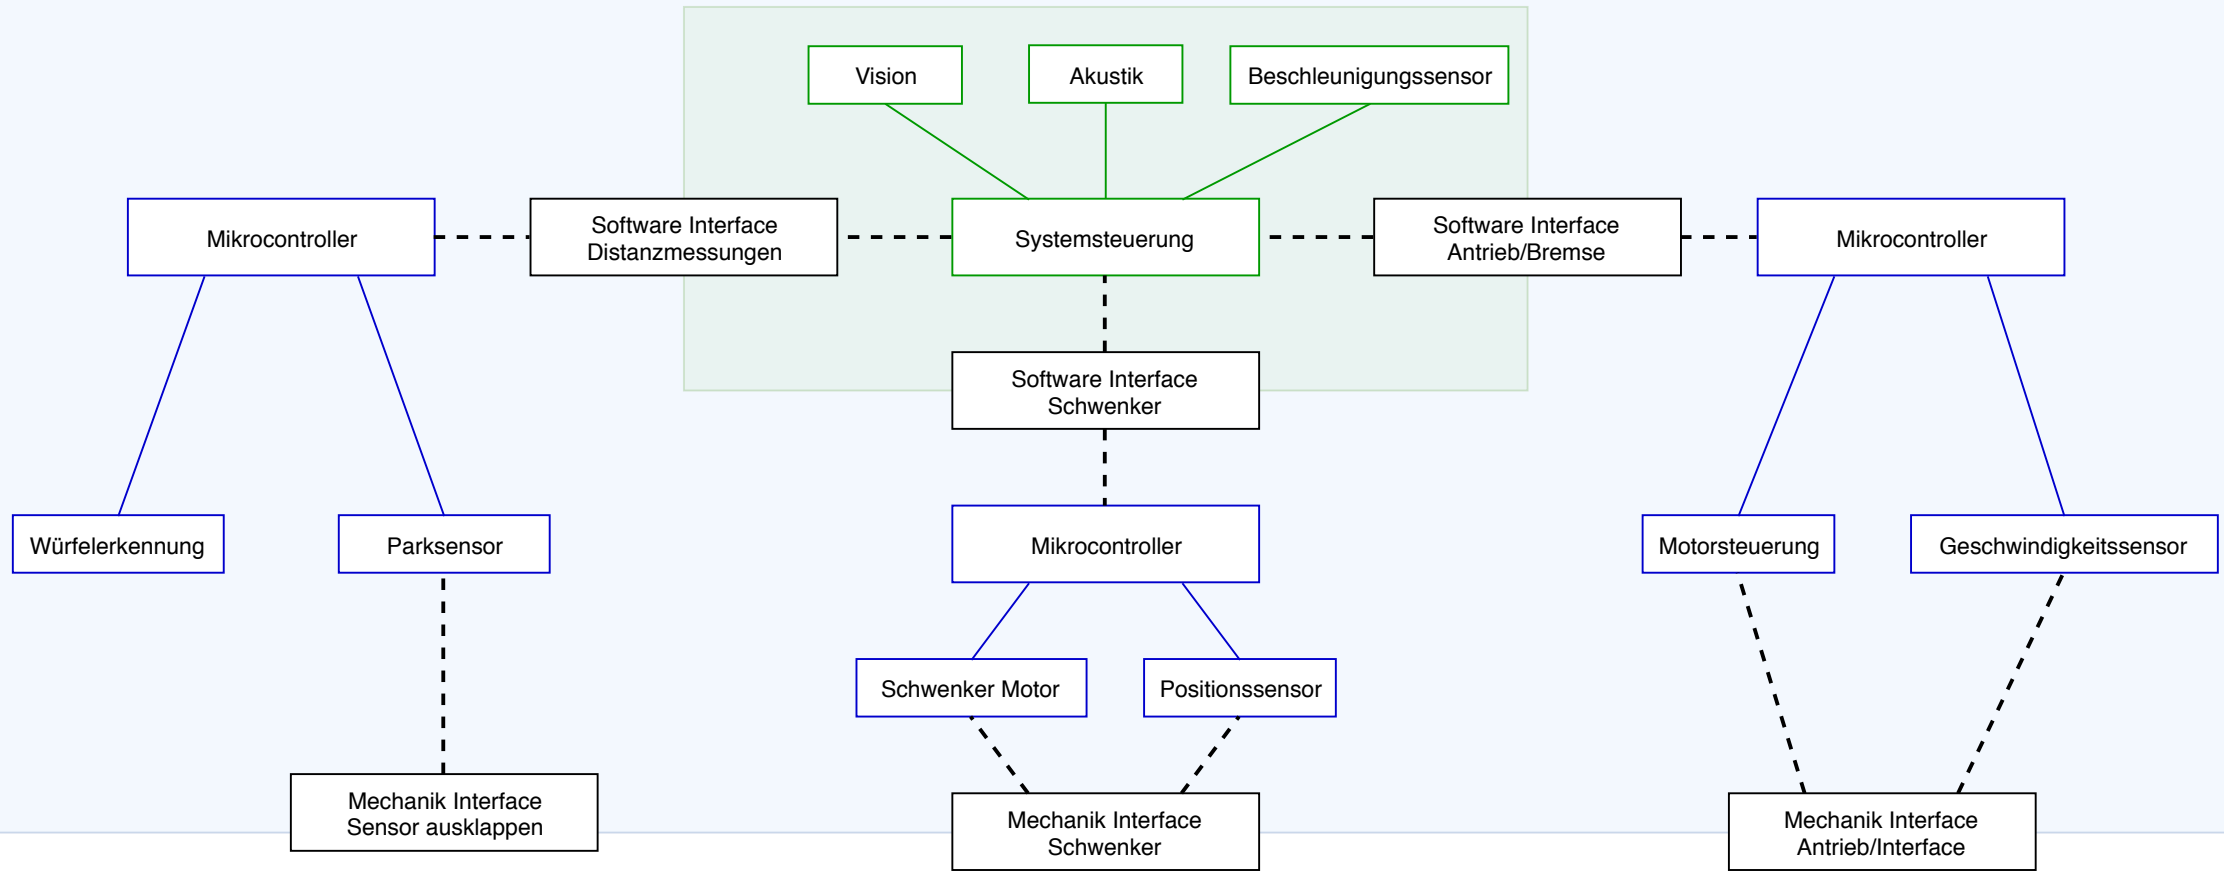 Vision
Akustik
Beschleunigungssensor
Mikrocontroller
Software Interface
Distanzmessungen
Systemsteuerung
Software Interface
Antrieb/Bremse
Mikrocontroller
Software Interface
Schwenker
Würfelerkennung
Parksensor
Mikrocontroller
Motorsteuerung
Geschwindigkeitssensor
Schwenker Motor
Positionssensor
Mechanik Interface
Sensor ausklappen
Mechanik Interface
Schwenker
Mechanik Interface
Antrieb/Interface